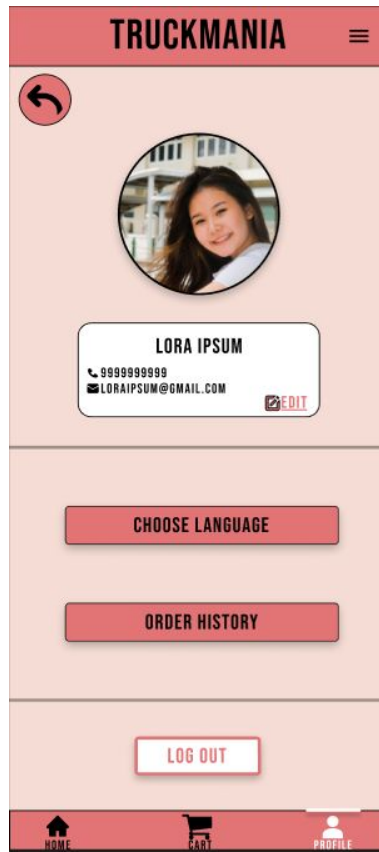 TRUCKMANIA
LORA IPSUM
9999999999
LORAIPSUM@GMAIL.COM
EDIT
CHOOSE LANGUAGE
ORDER HISTORY
LOG OUT
HOME
CART
PROFILE